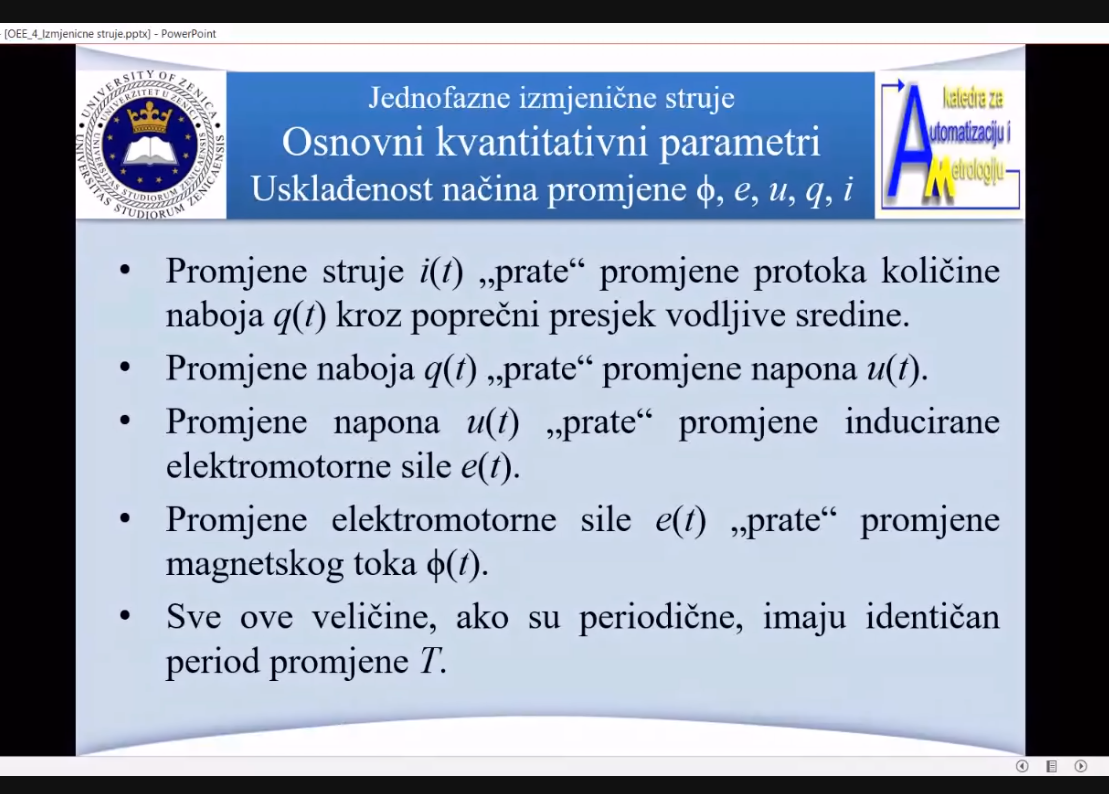 - [OEE_4_Izmjenicne struje.pptx] - PowerPoint
UNIVERSITY OF ZENICA
UNIVERZITET U ZENICI
UNIVERSITAS STUDIORUM ZENICAENSIS
Jednofazne izmjenične struje
Osnovni kvantitativni parametri
Usklađenost načina promjene ϕ, e, u, q, i
katedra za
Automatizaciju i
Metrologiju
• Promjene struje i(t) „prate“ promjene protoka količine
naboja q(t) kroz poprečni presjek vodljive sredine.
• Promjene naboja q(t) „prate“ promjene napona u(t).
• Promjene napona u(t) „prate“ promjene inducirane
elektromotorne sile e(t).
• Promjene elektromotorne sile e(t) „prate“ promjene
magnetskog toka ϕ(t).
• Sve ove veličine, ako su periodične, imaju identičan
period promjene T.